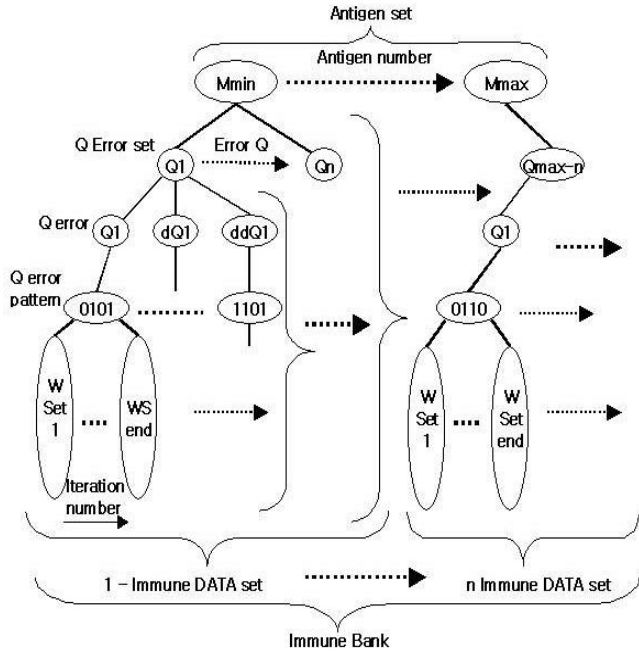 Antigen set
Antigen number
Mmin
Mmax
Q Error set
Error Q
Q1
Qn
Qmax-n
Q error
Q1
dQ1
ddQ1
Q1
Q error
pattern
0101
1101
0110
W
Set
1
WS
end
W
Set
1
W
Set
end
Iteration
number
1 - Immune DATA set
n Immune DATA set
Immune Bank